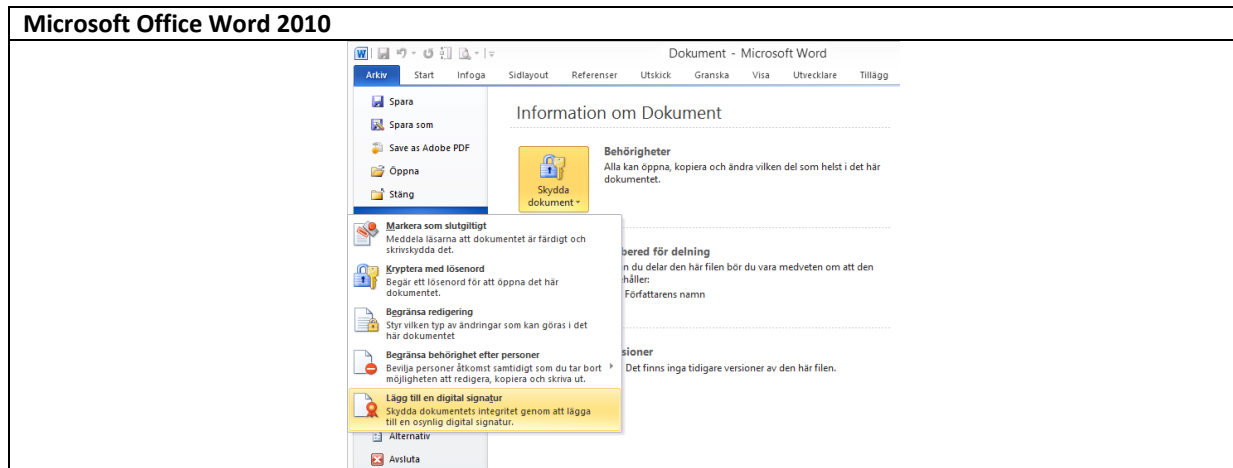 Microsoft Office Word 2010
Dokument - Microsoft Word
Arkiv Start Infoga Sidlayout Referenser Utskick Granska Visa Utvecklare Tillägg
Spara
Spara som
Save as Adobe PDF
Öppna
Stäng
Information om Dokument
Skydda
dokument
Behörigheter
Alla kan öppna, kopiera och ändra vilken del som helst i det här
dokumentet.
Markera som slutgiltigt
Meddela läsarna att dokumentet är färdigt och
skrivskydda det.
Kryptera med lösenord
Begär ett lösenord för att öppna det här
dokumentet.
Begränsa redigering
Styr vilken typ av ändringar som kan göras i det
här dokumentet
Begränsa behörighet efter personer
Bevilja personer åtkomst samtidigt som du tar bort
möjligheten att redigera, kopiera och skriva ut.
Lägg till en digital signatur
Skydda dokumentets integritet genom att lägga
till en osynlig digital signatur.
bered för delning
n du delar den här filen bör du vara medveten om att den
håller:
Författarens namn
sioner
Det finns inga tidigare versioner av den här filen.
Alternativ
Avsluta